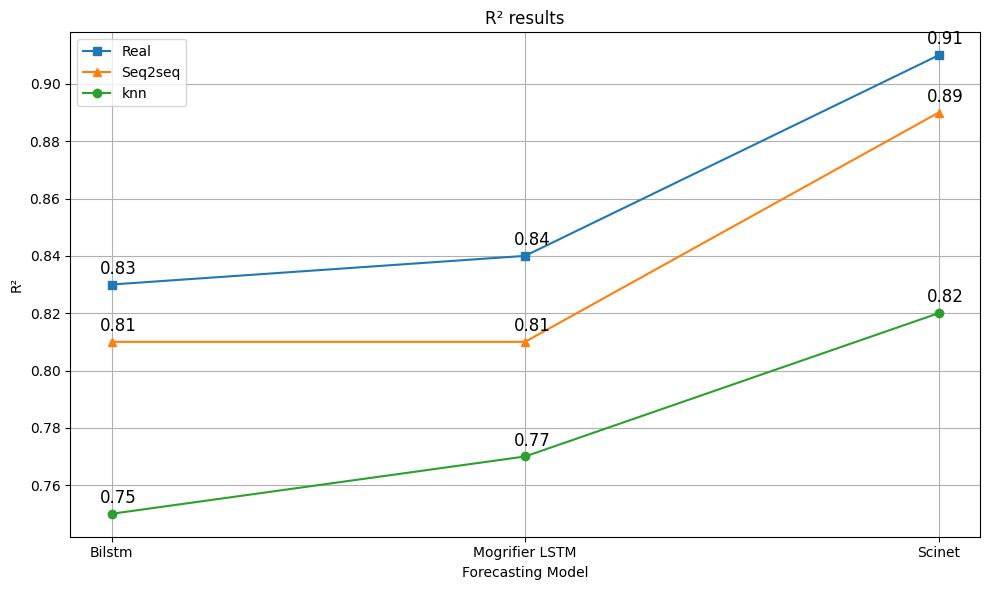 R² results
Real
Seq2seq
knn
R²
0.90
0.88
0.86
0.84
0.82
0.80
0.78
0.76
0.83
0.84
0.91
0.81
0.81
0.89
0.75
0.77
0.82
Bilstm
Mogrifier LSTM
Scinet
Forecasting Model